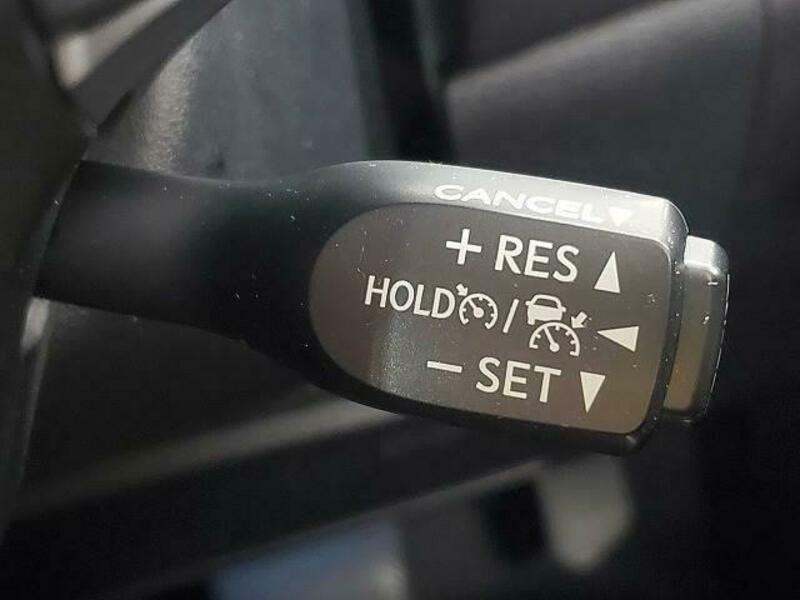 CANCEL▼
+ RES ▲
HOLD / ◀
− SET ▼